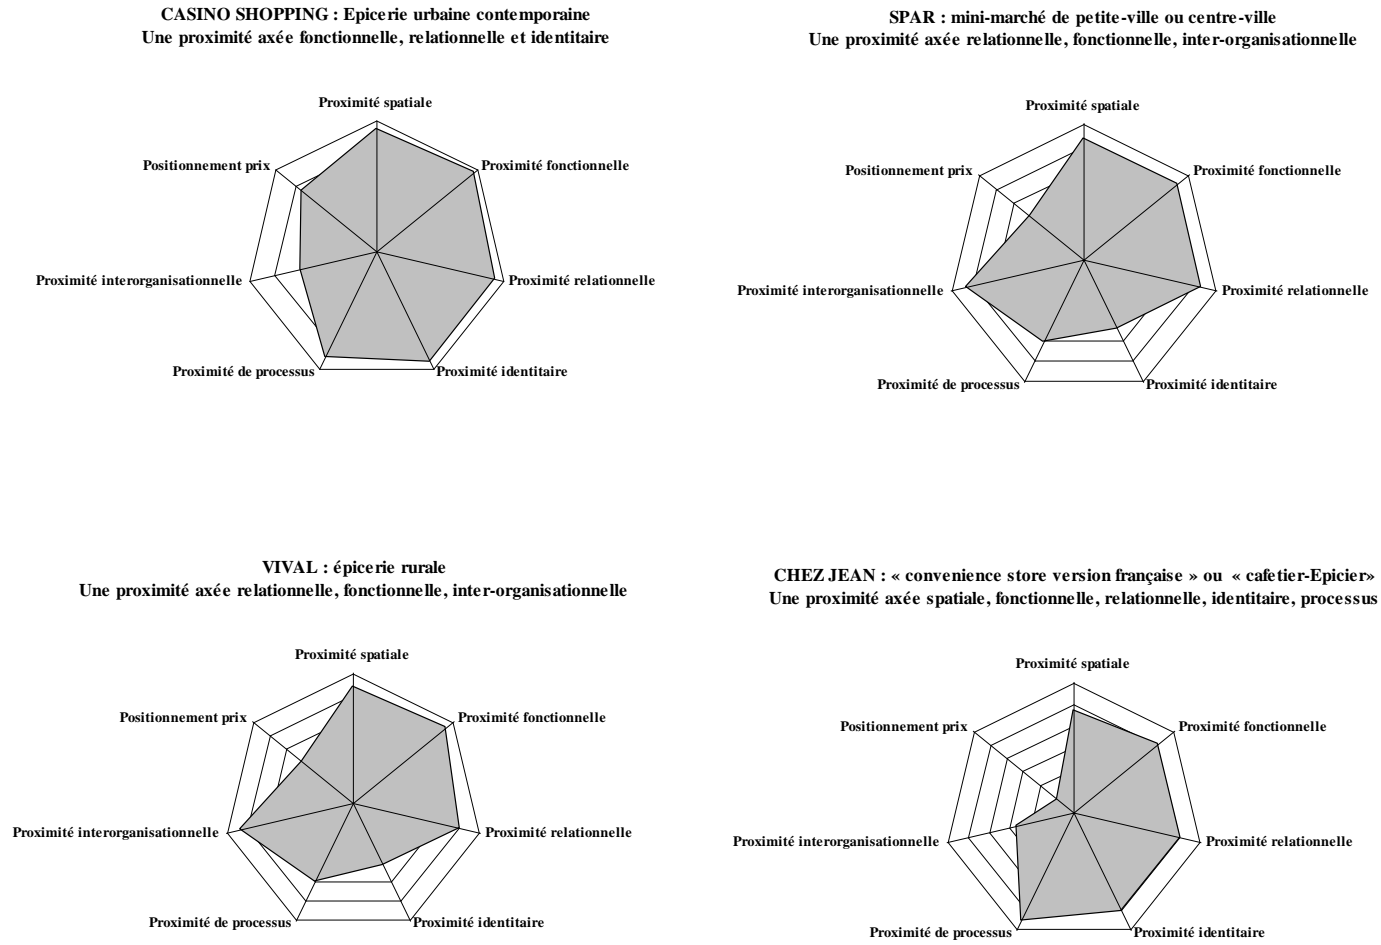 CASINO SHOPPING : Epicerie urbaine contemporaine
Une proximité axée fonctionnelle, relationnelle et identitaire
Proximité spatiale
Positionnement prix
Proximité fonctionnelle
Proximité interorganisationnelle
Proximité relationnelle
Proximité de processus
Proximité identitaire
SPAR : mini-marché de petite-ville ou centre-ville
Une proximité axée relationnelle, fonctionnelle, inter-organisationnelle
Proximité spatiale
Positionnement prix
Proximité fonctionnelle
Proximité interorganisationnelle
Proximité relationnelle
Proximité de processus
Proximité identitaire
VIVAL : épicerie rurale
Une proximité axée relationnelle, fonctionnelle, inter-organisationnelle
Proximité spatiale
Positionnement prix
Proximité fonctionnelle
Proximité interorganisationnelle
Proximité relationnelle
Proximité de processus
Proximité identitaire
CHEZ JEAN : « convenience store version française » ou « cafetier-Epicier»
Une proximité axée spatiale, fonctionnelle, relationnelle, identitaire, processus
Proximité spatiale
Positionnement prix
Proximité fonctionnelle
Proximité interorganisationnelle
Proximité relationnelle
Proximité de processus
Proximité identitaire